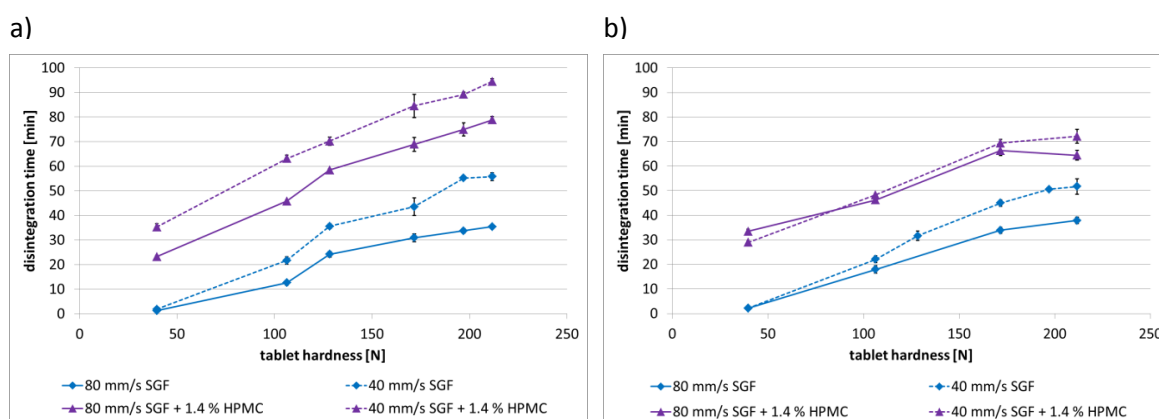 a)
b)
disintegration time [min]
100
90
80
70
60
50
40
30
20
10
0
0 50 100 150 200 250
tablet hardness [N]
80 mm/s SGF 40 mm/s SGF
80 mm/s SGF + 1.4 % HPMC 40 mm/s SGF + 1.4 % HPMC
disintegration time [min]
100
90
80
70
60
50
40
30
20
10
0
0 50 100 150 200 250
tablet hardness [N]
80 mm/s SGF 40 mm/s SGF
80 mm/s SGF + 1.4 % HPMC 40 mm/s SGF + 1.4 % HPMC